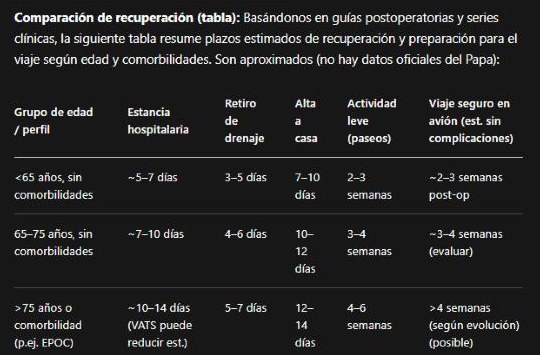 Comparación de recuperación (tabla): Basándonos en guías postoperatorias y series
clínicas, la siguiente tabla resume plazos estimados de recuperación y preparación para el
viaje según edad y comorbilidades. Son aproximados (no hay datos oficiales del Papa):
Grupo de edad / perfil | Estancia hospitalaria | Retiro de drenaje | Alta a casa | Actividad leve (paseos) | Viaje seguro en avión (est. sin complicaciones)
<65 años, sin comorbilidades | ~5–7 días | 3–5 días | 7–10 días | 2–3 semanas | ~2–3 semanas post-op
65–75 años, sin comorbilidades | ~7–10 días | 4–6 días | 10–12 días | 3–4 semanas | ~3–4 semanas (evaluar)
>75 años o comorbilidad (p.ej. EPOC) | ~10–14 días (VATS puede reducir est.) | 5–7 días | 12–14 días | 4–6 semanas | >4 semanas (según evolución) (posible)